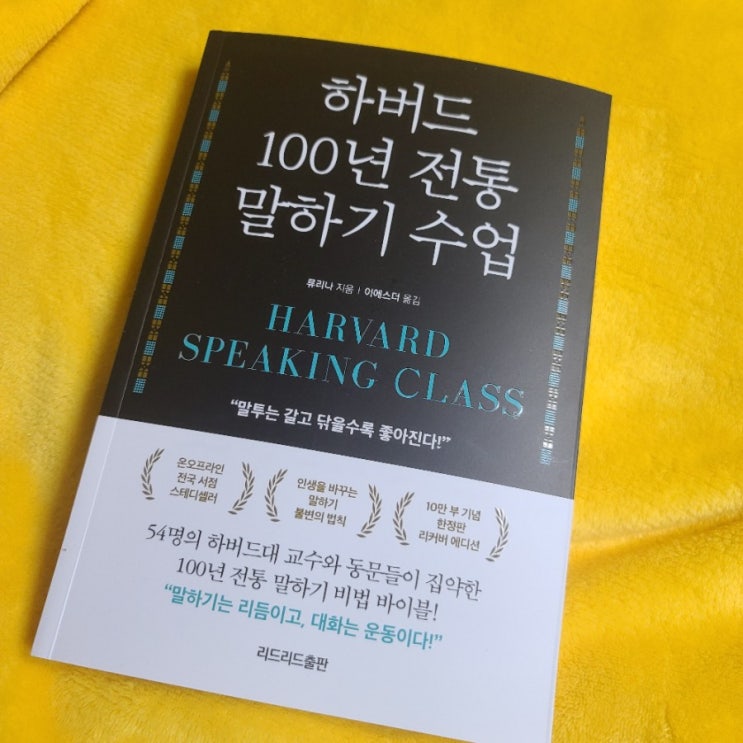 하버드
100년 전통
말하기 수업
류리나 지음 | 이에스더 옮김
HARVARD
SPEAKING CLASS
“말투는 갈고 닦을수록 좋아진다!”
온오프라인
전국 서점
스테디셀러
인생을 바꾸는
말하기
불변의 법칙
10만 부 기념
한정판
리커버 에디션
54명의 하버드대 교수와 동문들이 집약한
100년 전통 말하기 비법 바이블!
“말하기는 리듬이고, 대화는 운동이다!”
리드리드출판